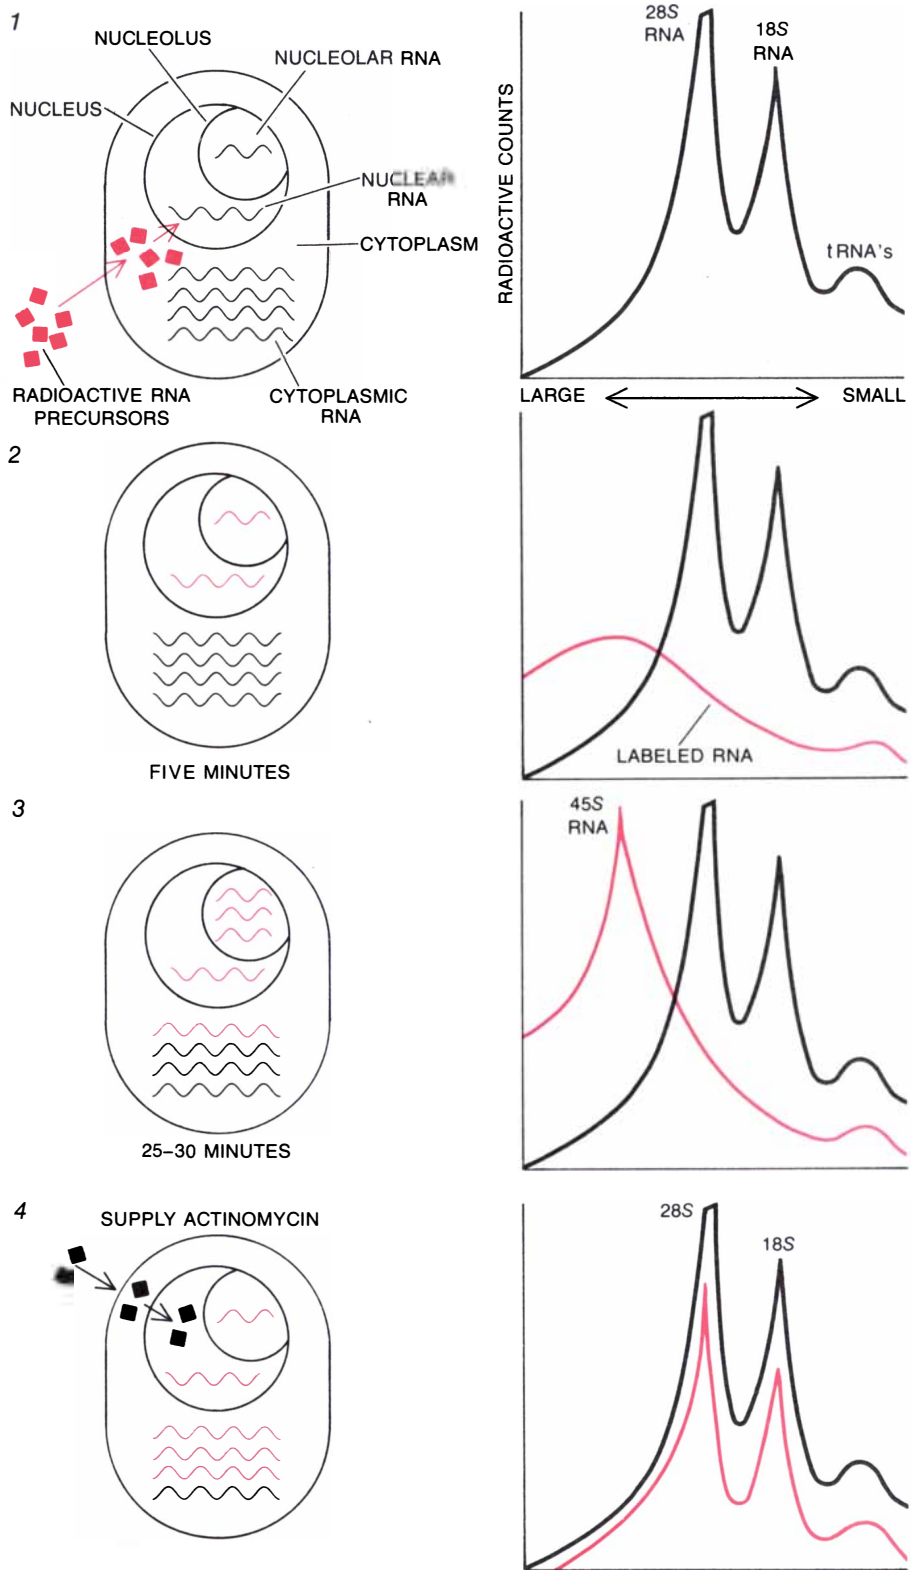 1
NUCLEOLUS
NUCLEOLAR RNA
NUCLEUS
NUCLEAR
RNA
CYTOPLASM
RADIOACTIVE RNA
PRECURSORS
CYTOPLASMIC
RNA
28S
RNA
18S
RNA
tRNA's
RADIOACTIVE COUNTS
LARGE
SMALL
2
FIVE MINUTES
LABELED RNA
3
25–30 MINUTES
45S
RNA
4
SUPPLY ACTINOMYCIN
28S
18S